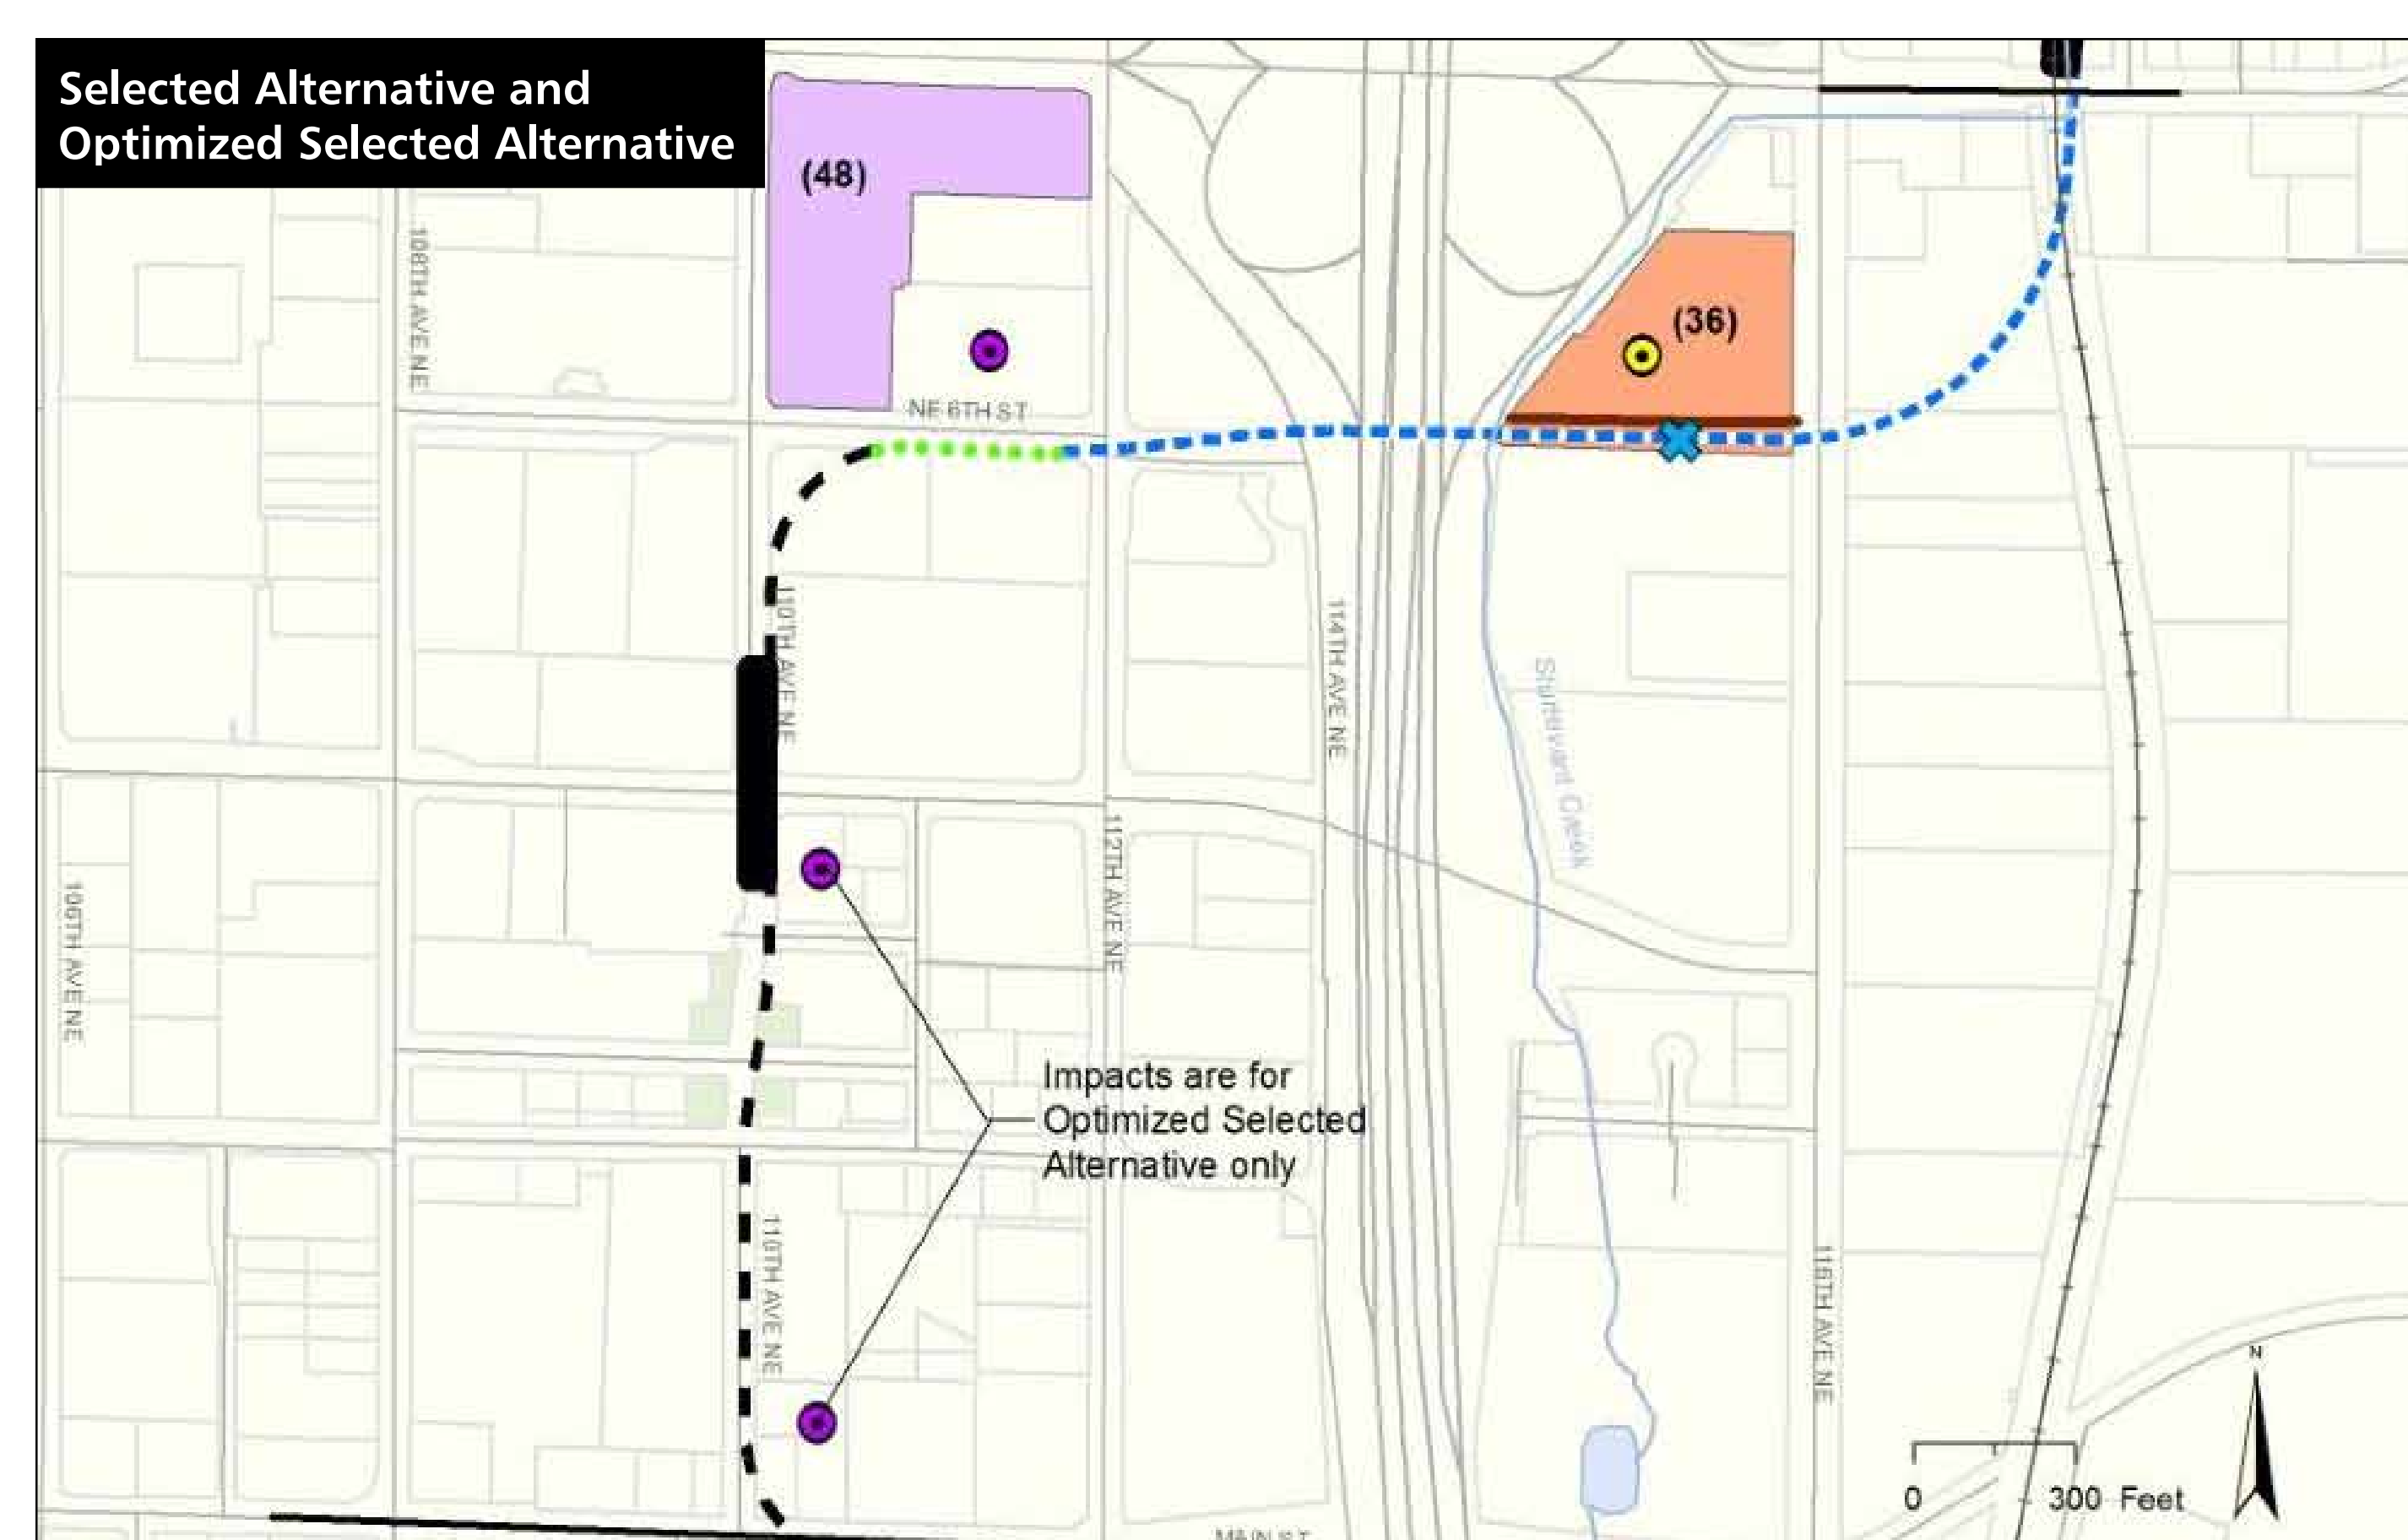 Selected Alternative and
Optimized Selected Alternative
(48)
(36)
108TH AVE NE
NE 6TH ST
110TH AVE NE
114TH AVE NE
Sturtevant Creek
112TH AVE NE
106TH AVE NE
Impacts are for
Optimized Selected
Alternative only
110TH AVE NE
116TH AVE NE
N
0 300 Feet
MAIN ST